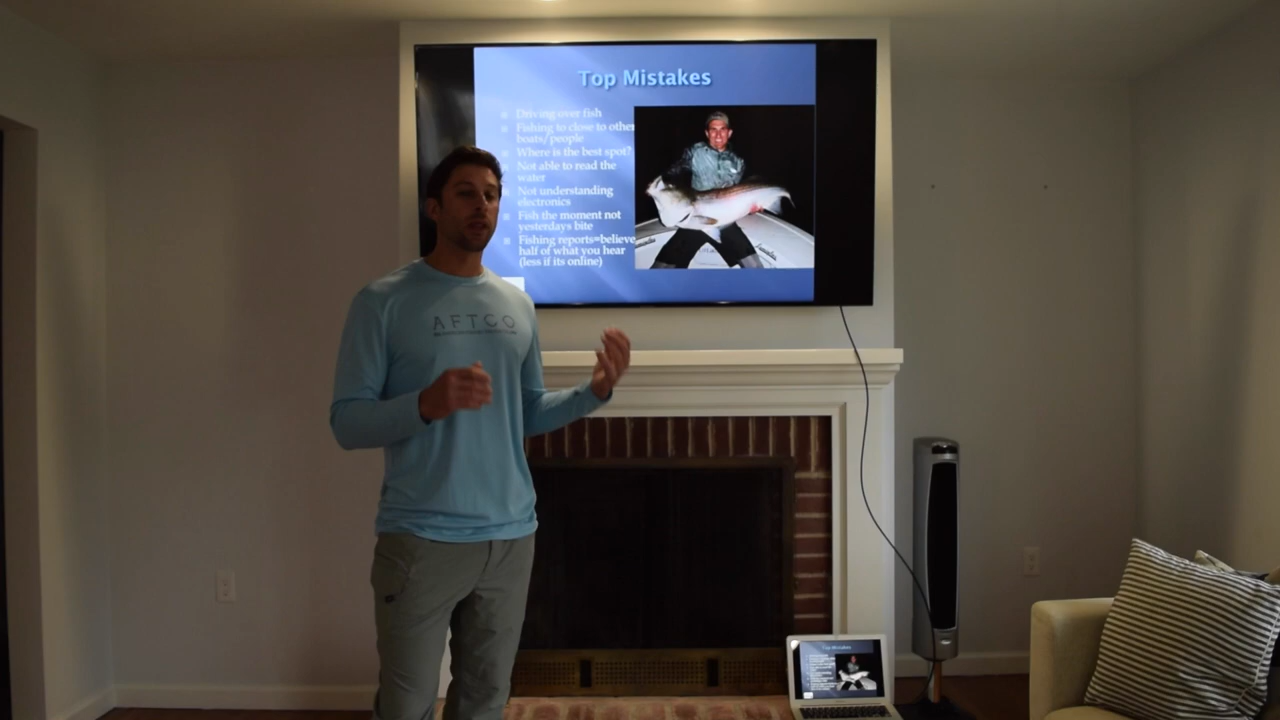 Top Mistakes
Driving over fish
Fishing to close to other
boats/people
Where is the best spot?
Not able to read the
water
Not understanding
electronics
Fish the moment not
yesterdays bite
Fishing reports=believe
half of what you hear
(less if its online)
AFTCO
Top Mistakes